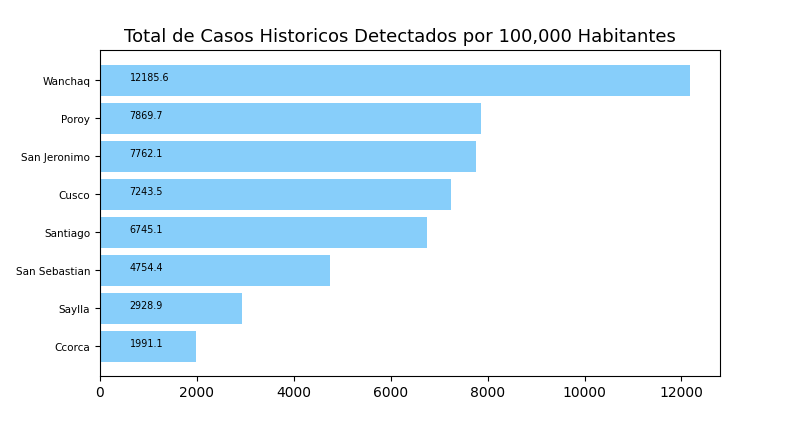 Total de Casos Historicos Detectados por 100,000 Habitantes
Wanchaq 12185.6
Poroy 7869.7
San Jeronimo 7762.1
Cusco 7243.5
Santiago 6745.1
San Sebastian 4754.4
Saylla 2928.9
Ccorca 1991.1
0 2000 4000 6000 8000 10000 12000